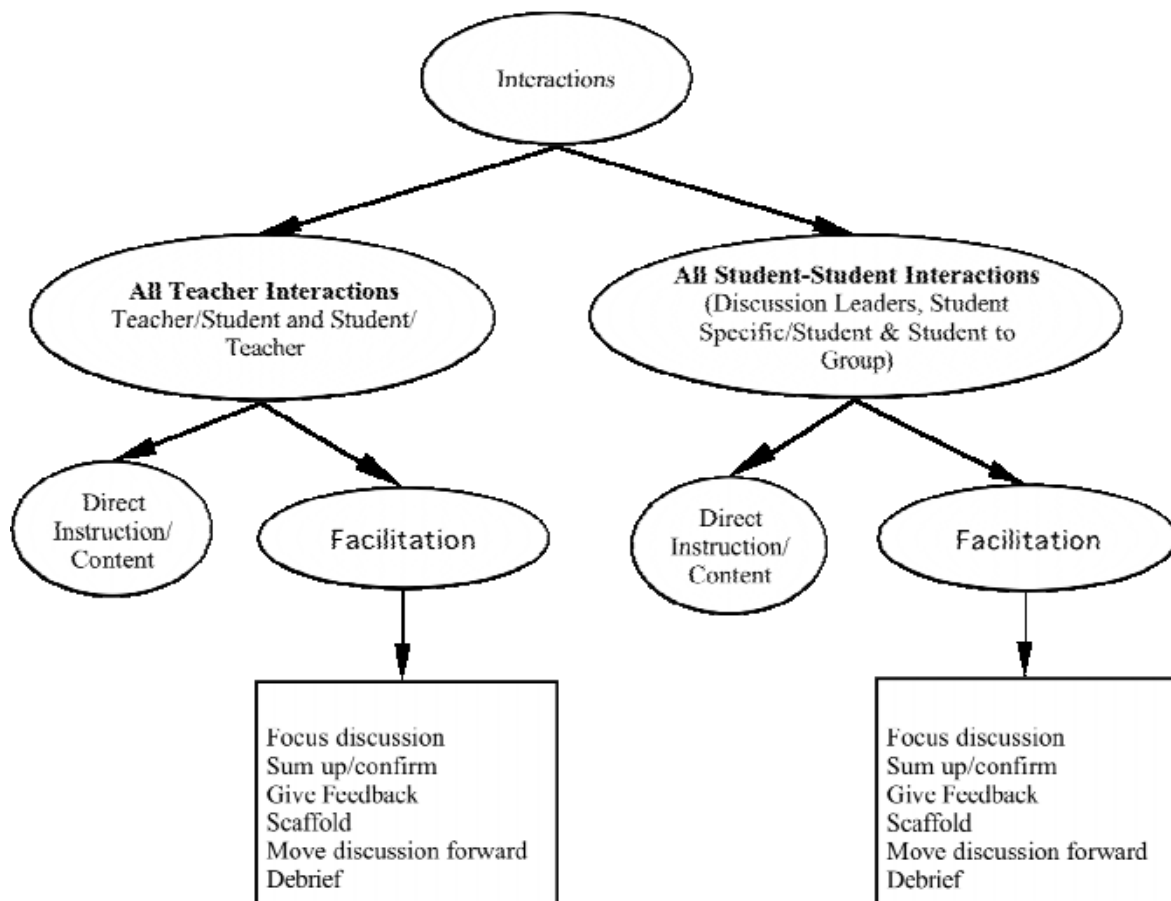 Interactions
All Teacher Interactions
Teacher/Student and Student/
Teacher
All Student-Student Interactions
(Discussion Leaders, Student
Specific/Student & Student to
Group)
Direct
Instruction/
Content
Facilitation
Direct
Instruction/
Content
Facilitation
Focus discussion
Sum up/confirm
Give Feedback
Scaffold
Move discussion forward
Debrief
Focus discussion
Sum up/confirm
Give Feedback
Scaffold
Move discussion forward
Debrief